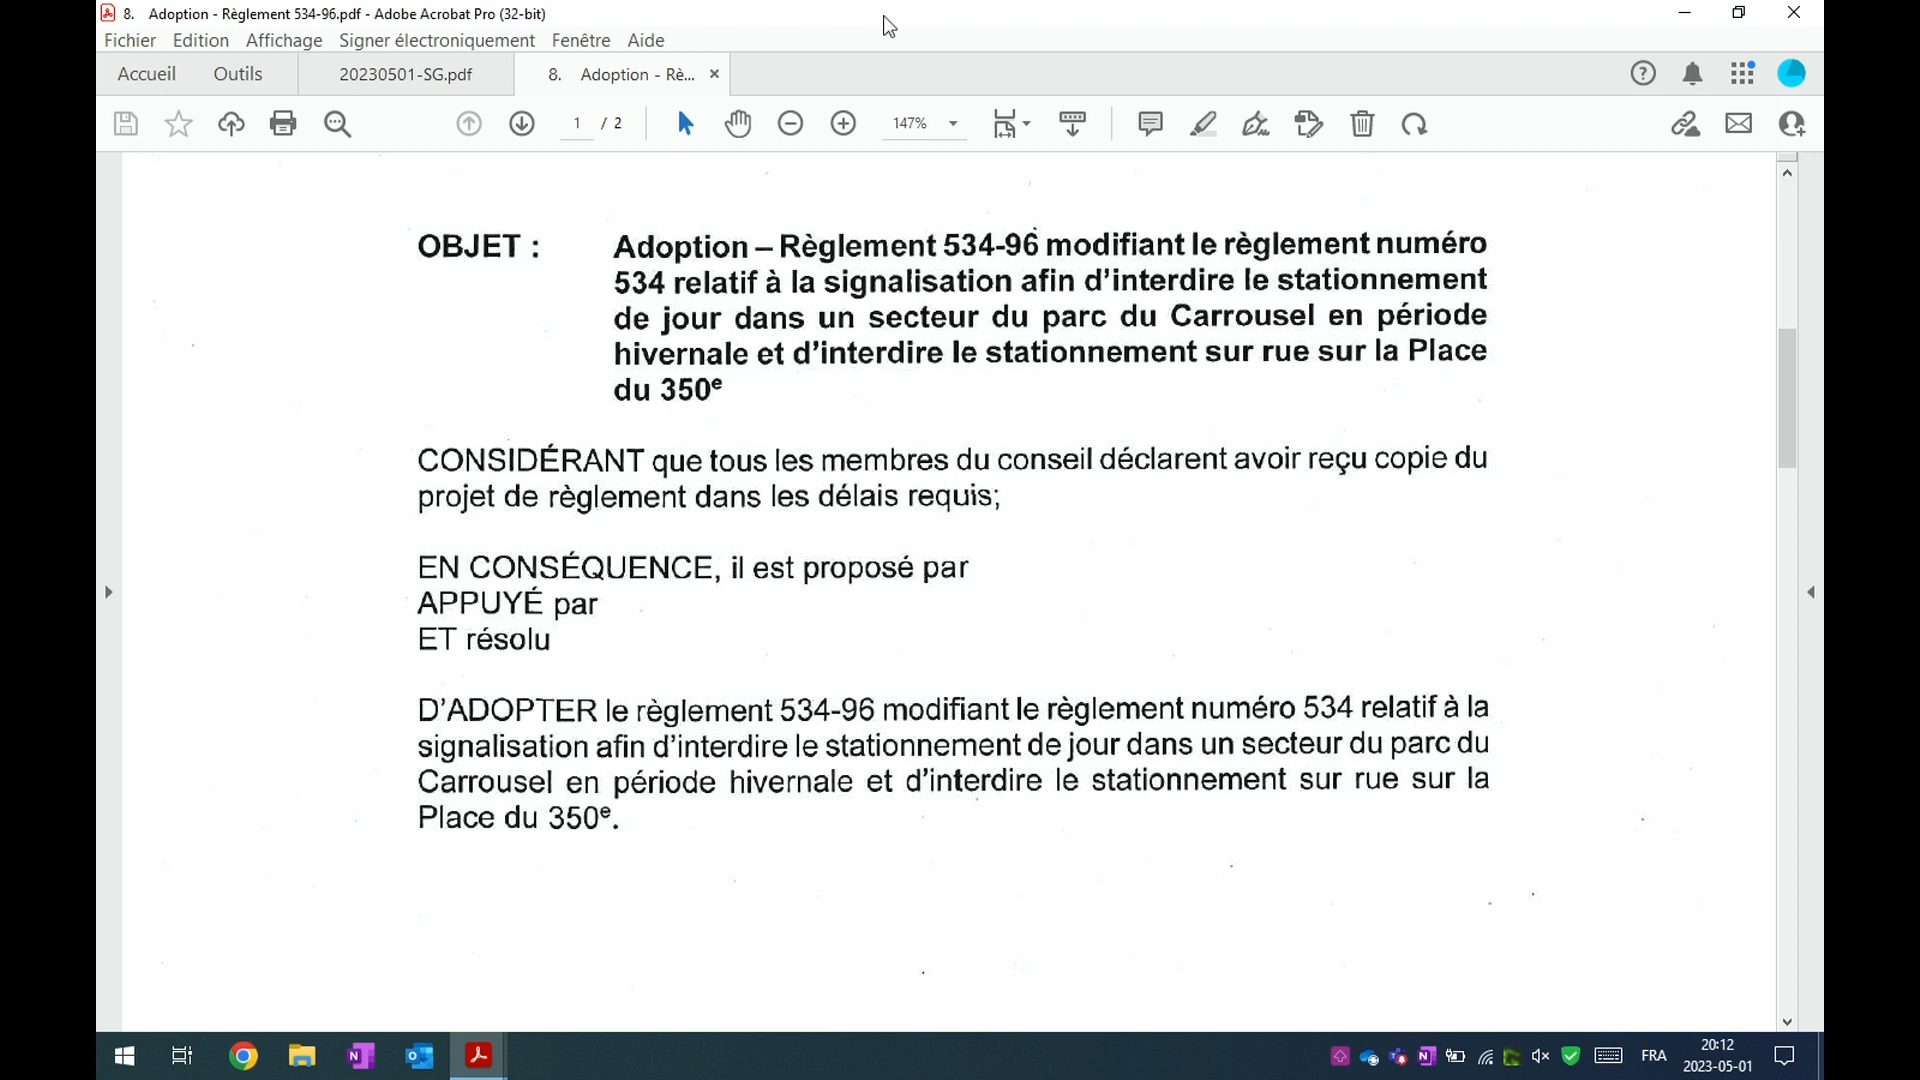 8. Adoption - Règlement 534-96.pdf - Adobe Acrobat Pro (32-bit)
Fichier Edition Affichage Signer électroniquement Fenêtre Aide
Accueil Outils 20230501-SG.pdf 8. Adoption - Rè... ×
1 / 2 147%
OBJET : Adoption – Règlement 534-96 modifiant le règlement numéro
534 relatif à la signalisation afin d'interdire le stationnement
de jour dans un secteur du parc du Carrousel en période
hivernale et d'interdire le stationnement sur rue sur la Place
du 350e
CONSIDÉRANT que tous les membres du conseil déclarent avoir reçu copie du
projet de règlement dans les délais requis;
EN CONSÉQUENCE, il est proposé par
APPUYÉ par
ET résolu
D'ADOPTER le règlement 534-96 modifiant le règlement numéro 534 relatif à la
signalisation afin d'interdire le stationnement de jour dans un secteur du parc du
Carrousel en période hivernale et d'interdire le stationnement sur rue sur la
Place du 350e.
FRA
20:12
2023-05-01